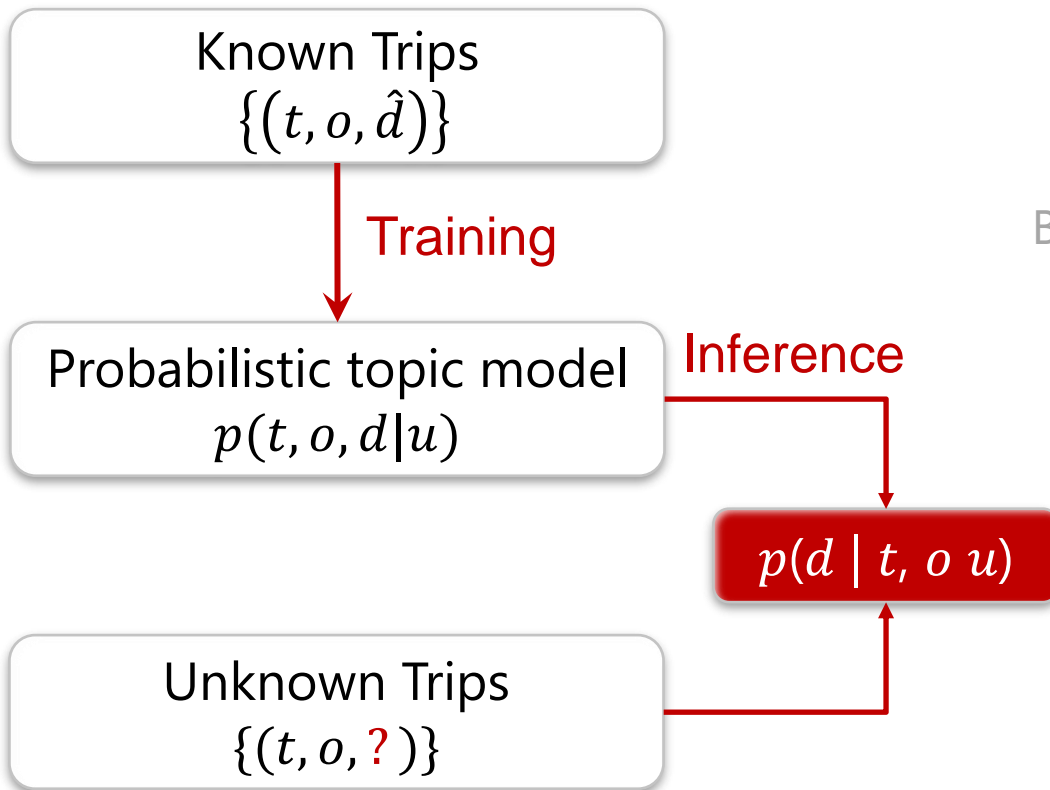 Known Trips
{(t, o, d̂)}
Training
B
Probabilistic topic model
p(t, o, d|u)
Inference
p(d | t, o u)
Unknown Trips
{(t, o, ? )}